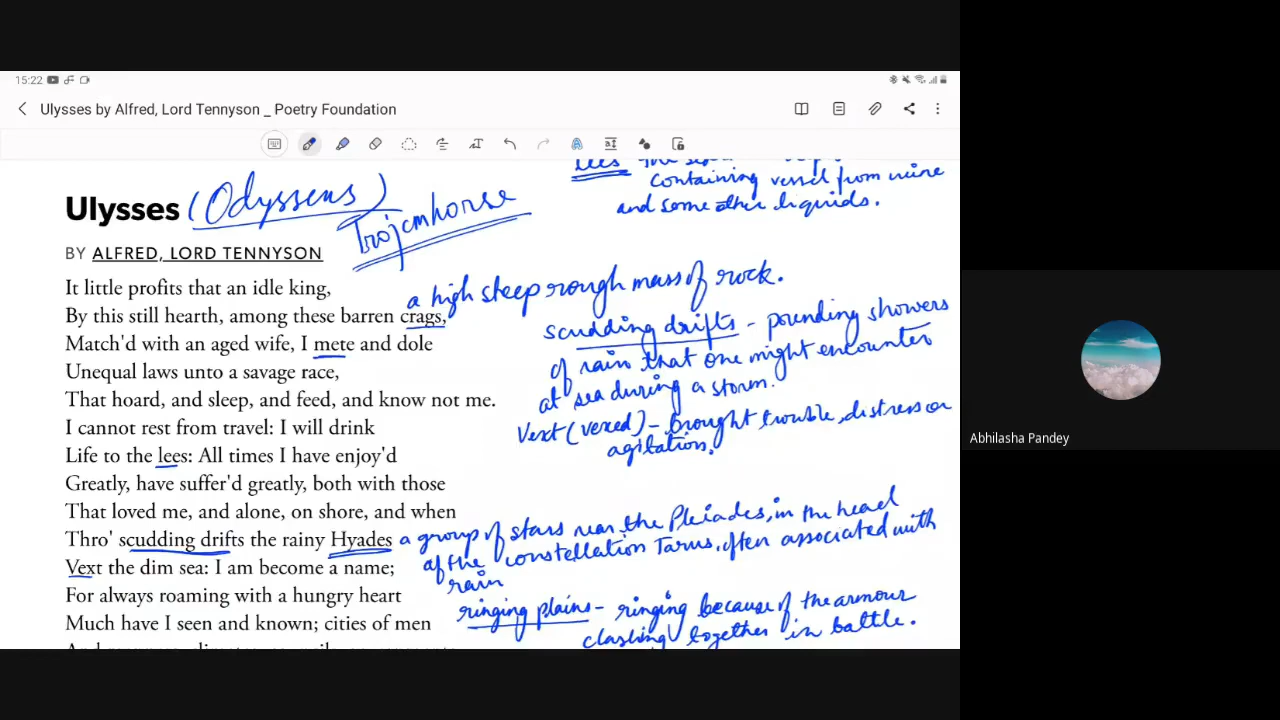 15:22
Ulysses by Alfred, Lord Tennyson _ Poetry Foundation
lees
containing vessel from wine
and some other liquids.
Ulysses (Odysseus)
Trojanhorse
BY ALFRED, LORD TENNYSON
It little profits that an idle king,
a high steep rough mass of rock.
By this still hearth, among these barren crags,
Match'd with an aged wife, I mete and dole
Unequal laws unto a savage race,
That hoard, and sleep, and feed, and know not me.
scudding drifts - pounding showers
of rain that one might encounter
at sea during a storm.
Vext (vexed) - brought trouble, distress or
agitation.
I cannot rest from travel: I will drink
Life to the lees: All times I have enjoy'd
Greatly, have suffer'd greatly, both with those
That loved me, and alone, on shore, and when
Thro' scudding drifts the rainy Hyades
a group of stars near the Pleiades, in the head
of the constellation Tarus, often associated with
rain
Vext the dim sea: I am become a name;
For always roaming with a hungry heart
Much have I seen and known; cities of men
ringing plains - ringing because of the armour
clashing together in battle.
Abhilasha Pandey